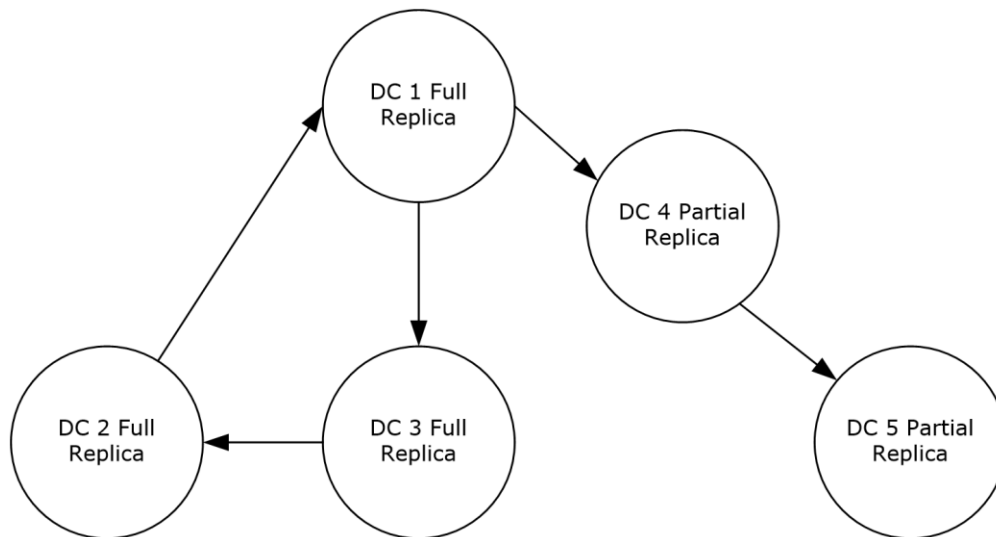 DC 1 Full
Replica
DC 4 Partial
Replica
DC 2 Full
Replica
DC 3 Full
Replica
DC 5 Partial
Replica